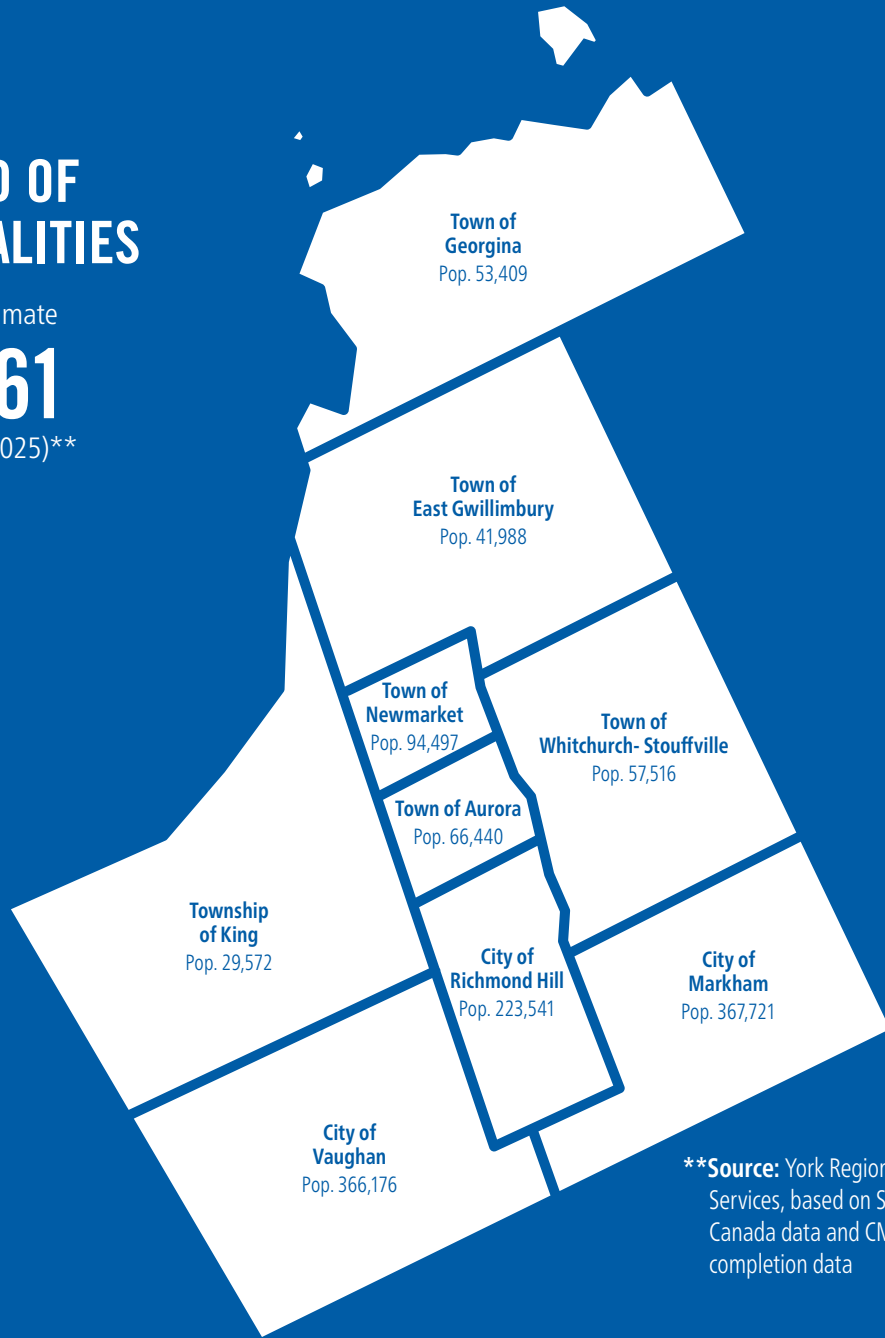 D OF
ALITIES
mate
61
025)**
Town of
Georgina
Pop. 53,409
Town of
East Gwillimbury
Pop. 41,988
Town of
Newmarket
Pop. 94,497
Town of
Whitchurch- Stouffville
Pop. 57,516
Town of Aurora
Pop. 66,440
Township
of King
Pop. 29,572
City of
Richmond Hill
Pop. 223,541
City of
Markham
Pop. 367,721
City of
Vaughan
Pop. 366,176
**Source: York Region
Services, based on S
Canada data and CM
completion data